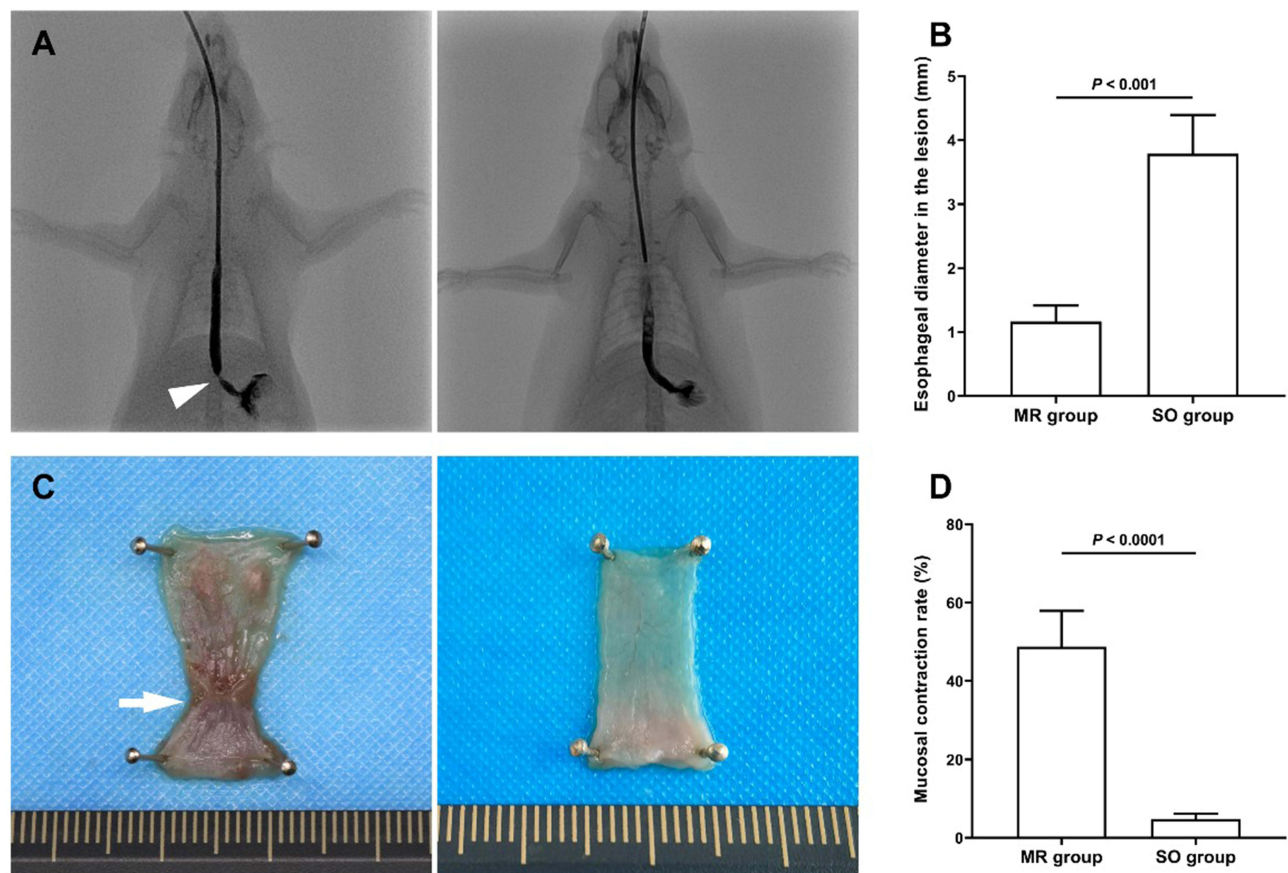 A
B
Esophageal diameter in the lesion (mm)
5
4
3
2
1
0
P < 0.001
MR group
SO group
C
D
Mucosal contraction rate (%)
80
60
40
20
0
P < 0.0001
MR group
SO group